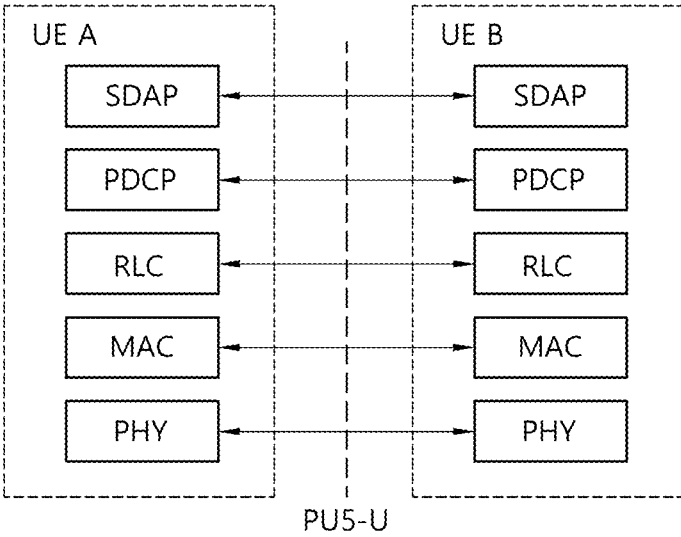 UE A
UE B
SDAP
SDAP
PDCP
PDCP
RLC
RLC
MAC
MAC
PHY
PHY
PU5-U